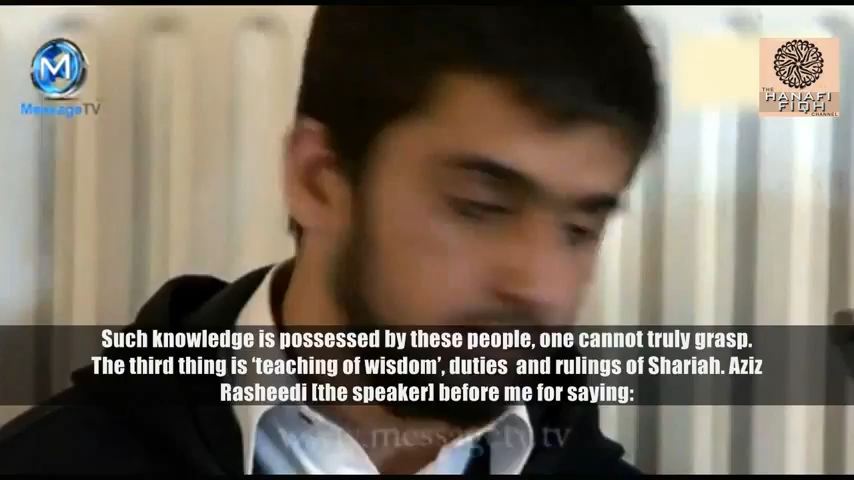 M
MessageTV
THE
HANAFI
FIQH
CHANNEL
Such knowledge is possessed by these people, one cannot truly grasp.
The third thing is ‘teaching of wisdom’, duties  and rulings of Shariah. Aziz
Rasheedi [the speaker] before me for saying:
www.messagetv.tv